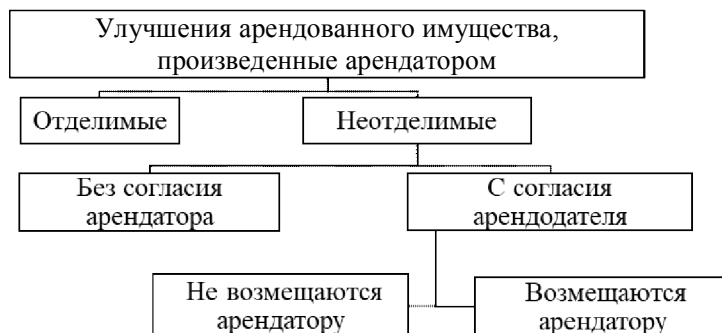 Улучшения арендованного имущества,
произведенные арендатором
Отделимые
Неотделимые
Без согласия
арендатора
С согласия
арендодателя
Не возмещаются
арендатору
Возмещаются
арендатору